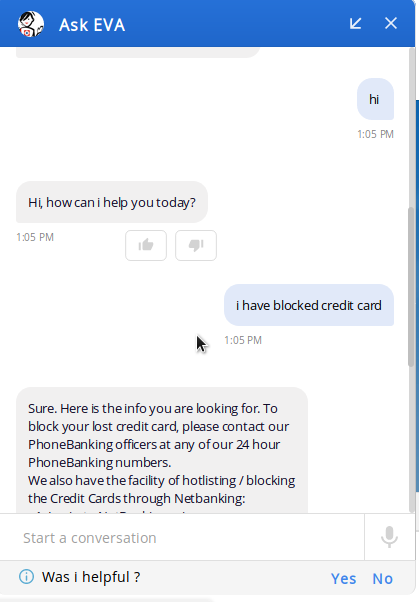 Ask EVA
hi
1:05 PM
Hi, how can i help you today?
1:05 PM
i have blocked credit card
1:05 PM
Sure. Here is the info you are looking for. To
block your lost credit card, please contact our
PhoneBanking officers at any of our 24 hour
PhoneBanking numbers.
We also have the facility of hotlisting / blocking
the Credit Cards through Netbanking:
Start a conversation
Was i helpful ?
Yes No